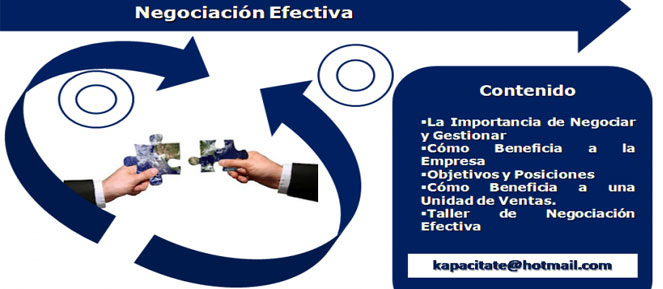 Negociación Efectiva
Contenido
▪La Importancia de Negociar
y Gestionar
▪Cómo Beneficia a la
Empresa
▪Objetivos y Posiciones
▪Cómo Beneficia a una
Unidad de Ventas.
▪Taller de Negociación
Efectiva
kapacitate@hotmail.com